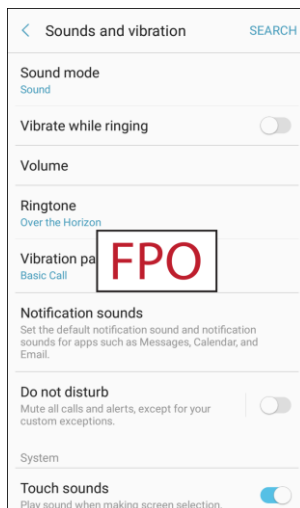 Sounds and vibration SEARCH
Sound mode
Sound
Vibrate while ringing
Volume
Ringtone
Over the Horizon
Vibration pa
FPO
Basic Call
Notification sounds
Set the default notification sound and notification
sounds for apps such as Messages, Calendar, and
Email.
Do not disturb
Mute all calls and alerts, except for your
custom exceptions.
System
Touch sounds
Play sound when making screen selection.